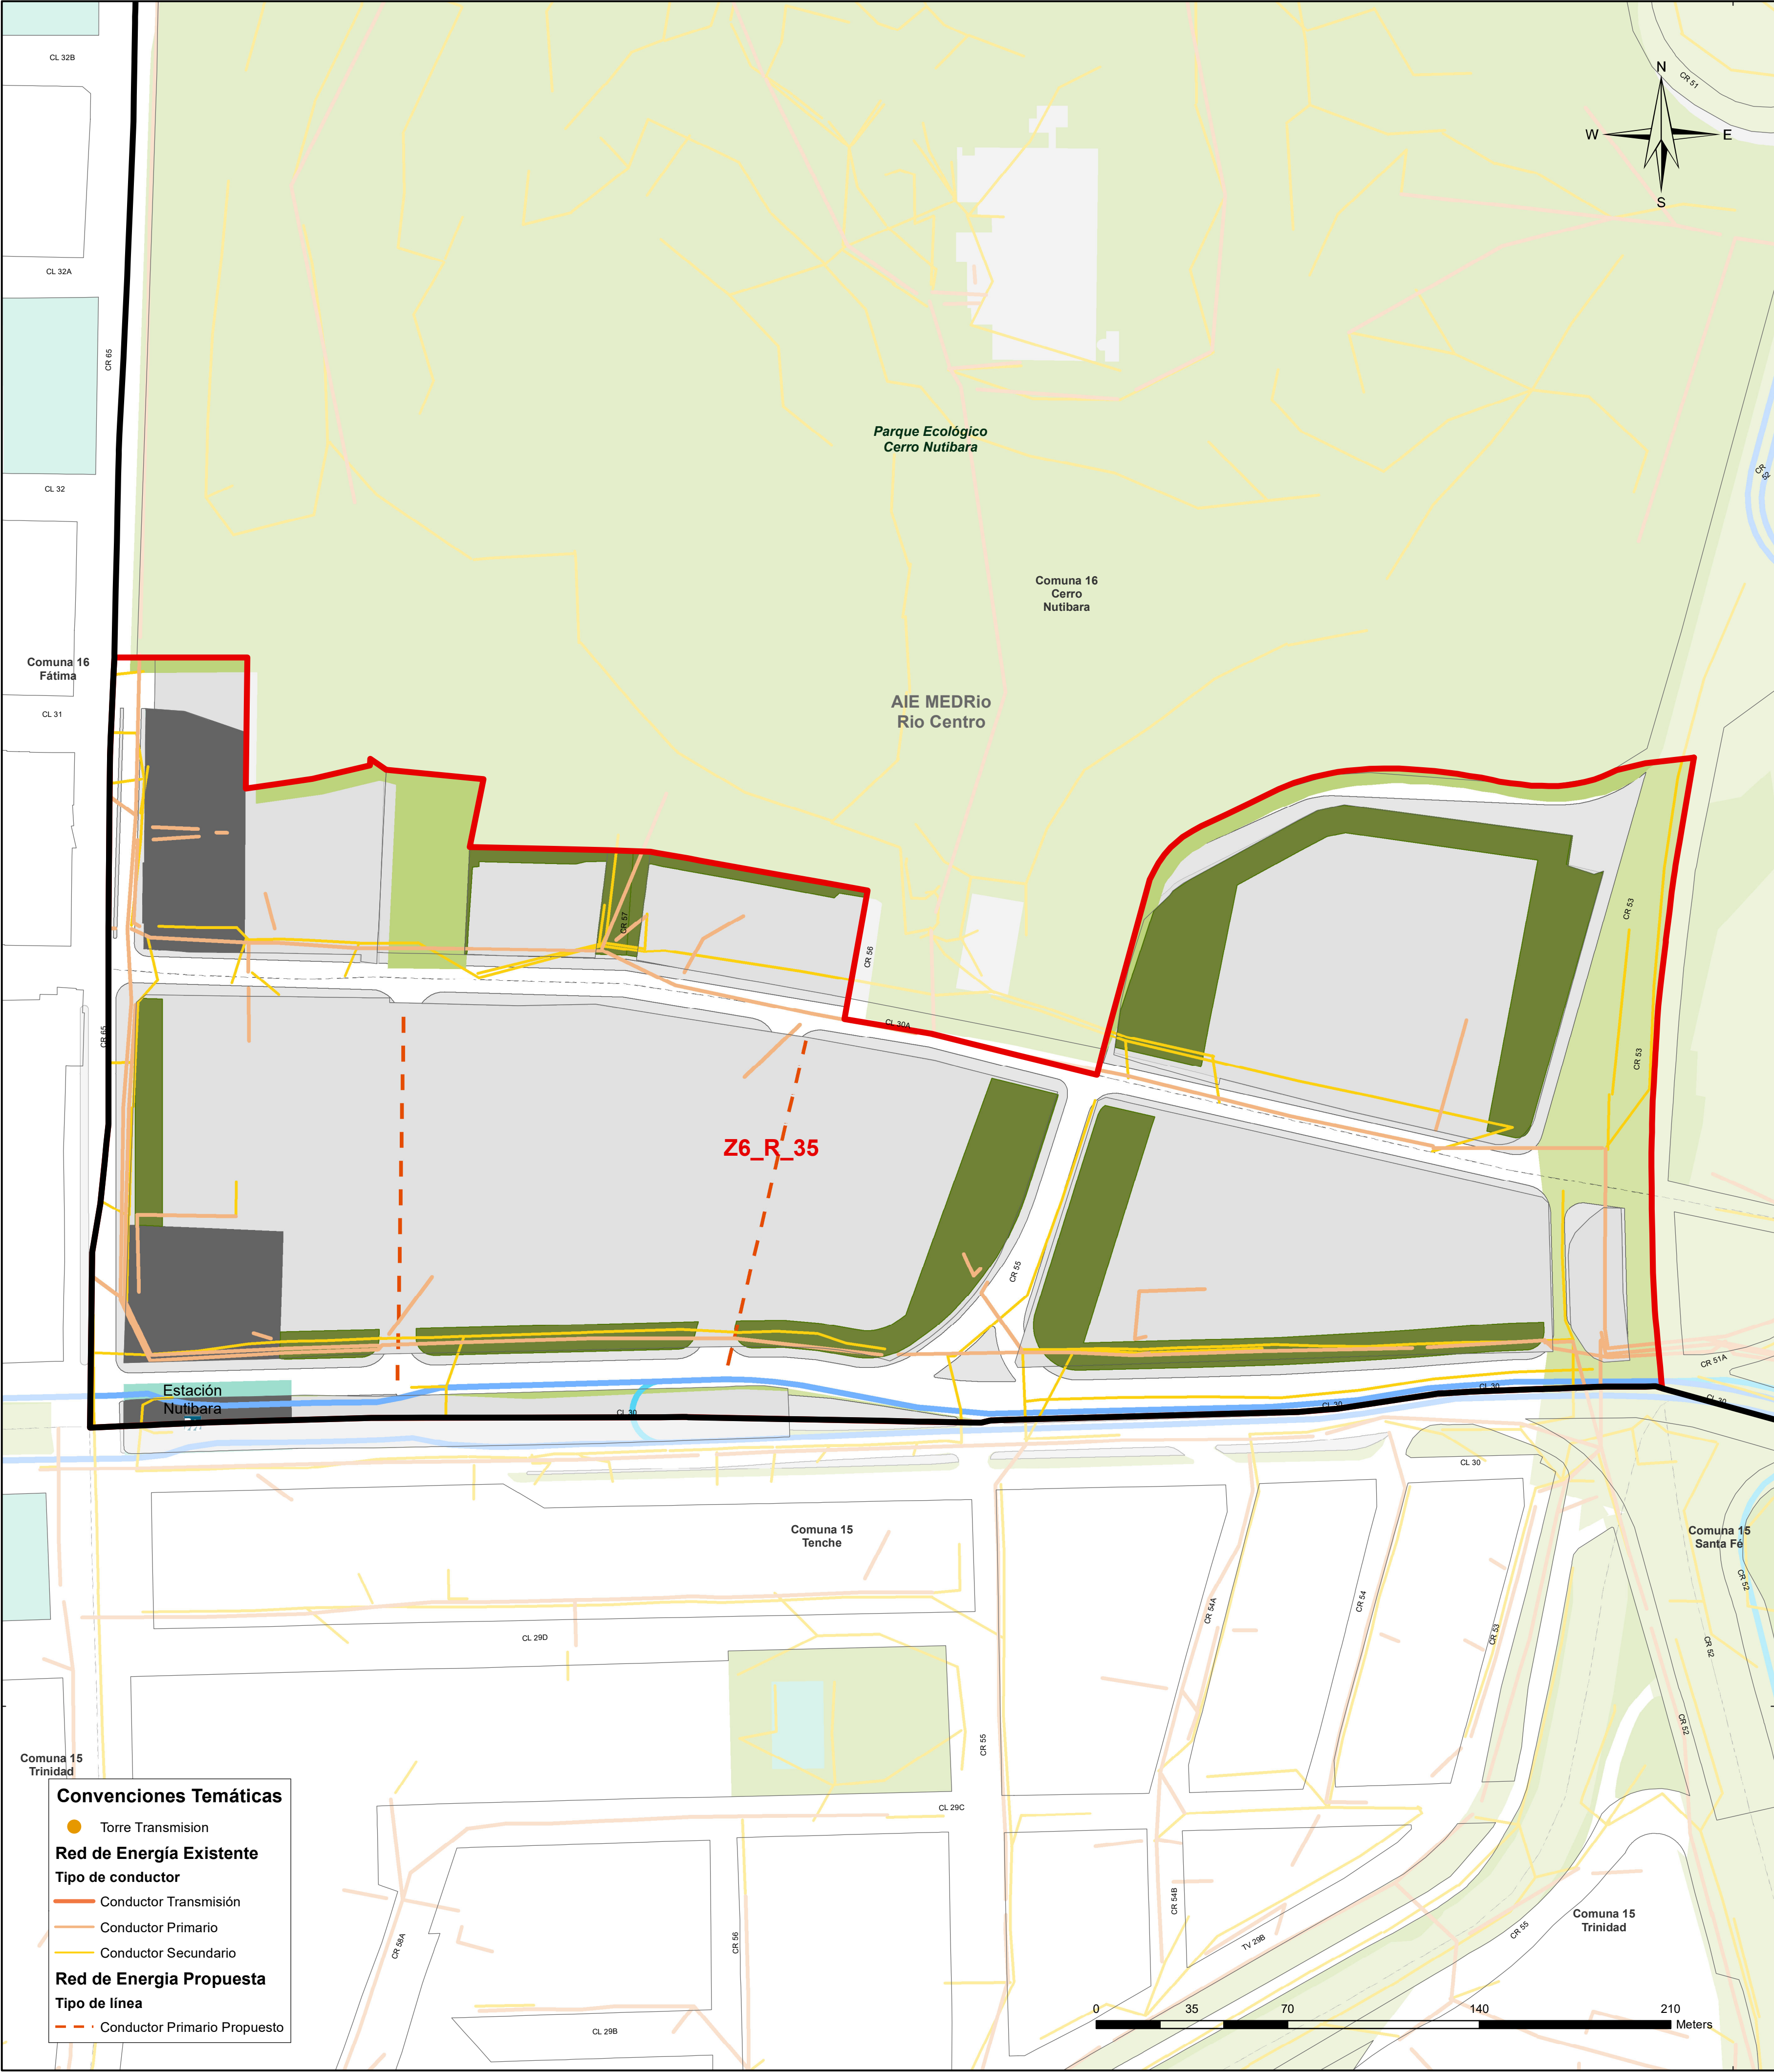 CL 32B
CR 51
N
W
E
S
CL 32A
CR 65
Parque Ecológico
Cerro Nutibara
CL 32
CR
52
Comuna 16
Cerro
Nutibara
Comuna 16
Fátima
CL 31
AIE MEDRio
Rio Centro
CR 57
CR 56
CR 53
CR 65
CL 30A
CR 53
Z6_R_35
CR 55
CR 51A
Estación
Nutibara
CL 30
CL 30
CL 30
CL 30
CL 30
Comuna 15
Tenche
Comuna 15
Santa Fé
CR 52
CR 54A
CR 54
CR 53
CL 29D
CR 52
CR 52
CR 55
Comuna 15
Trinidad
CL 29C
CR 54B
CR 58A
CR 56
TV 29B
CR 55
Comuna 15
Trinidad
CL 29B
Convenciones Temáticas
Torre Transmision
Red de Energía Existente
Tipo de conductor
Conductor Transmisión
Conductor Primario
Conductor Secundario
Red de Energia Propuesta
Tipo de línea
Conductor Primario Propuesto
0 35 70 140 210
Meters